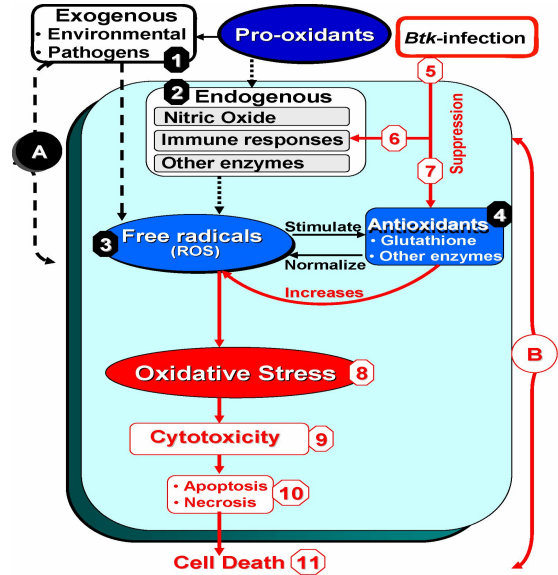 Exogenous
• Environmental
• Pathogens
1
Pro-oxidants
Btk-infection
5
2
Endogenous
Nitric Oxide
Immune responses
Other enzymes
6
Suppression
7
A
3
Free radicals
(ROS)
Stimulate
Normalize
Antioxidants
4
• Glutathione
• Other enzymes
Increases
B
Oxidative Stress
8
Cytotoxicity
9
• Apoptosis
• Necrosis
10
Cell Death
11